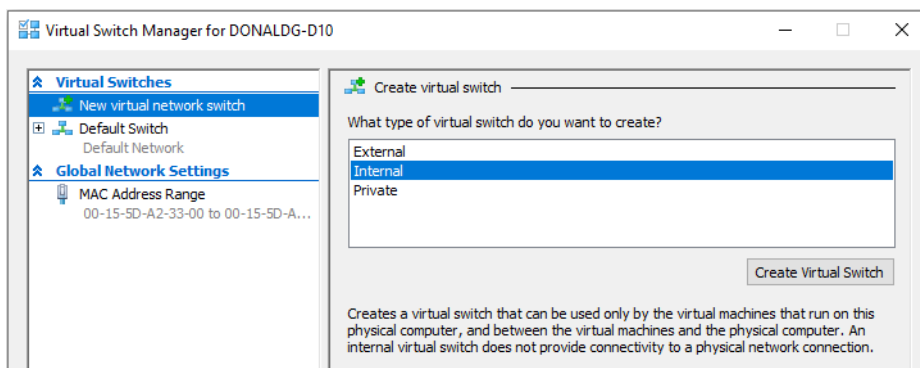 Virtual Switch Manager for DONALDG-D10
Virtual Switches
New virtual network switch
Default Switch
Default Network
Global Network Settings
MAC Address Range
00-15-5D-A2-33-00 to 00-15-5D-A...
Create virtual switch
What type of virtual switch do you want to create?
External
Internal
Private
Create Virtual Switch
Creates a virtual switch that can be used only by the virtual machines that run on this
physical computer, and between the virtual machines and the physical computer. An
internal virtual switch does not provide connectivity to a physical network connection.